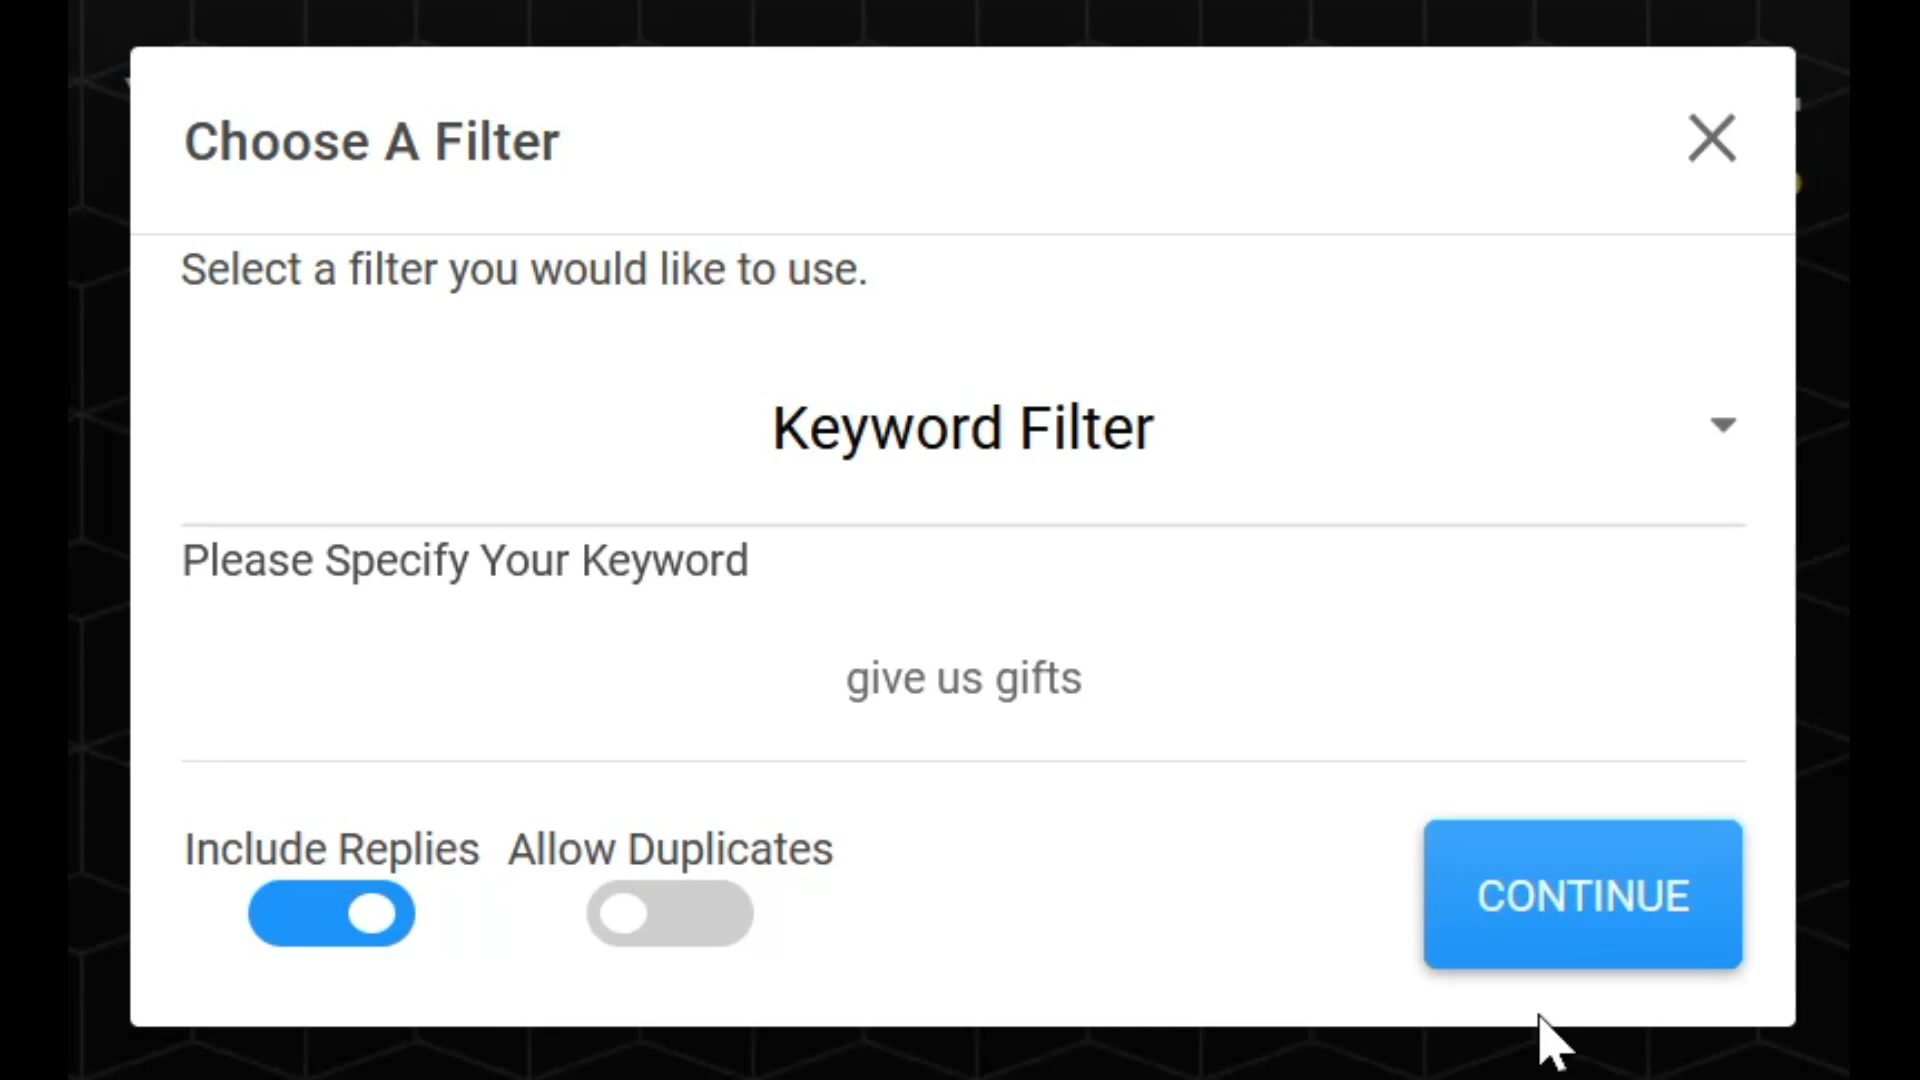 Choose A Filter
Select a filter you would like to use.
Keyword Filter
Please Specify Your Keyword
give us gifts
Include Replies Allow Duplicates
CONTINUE